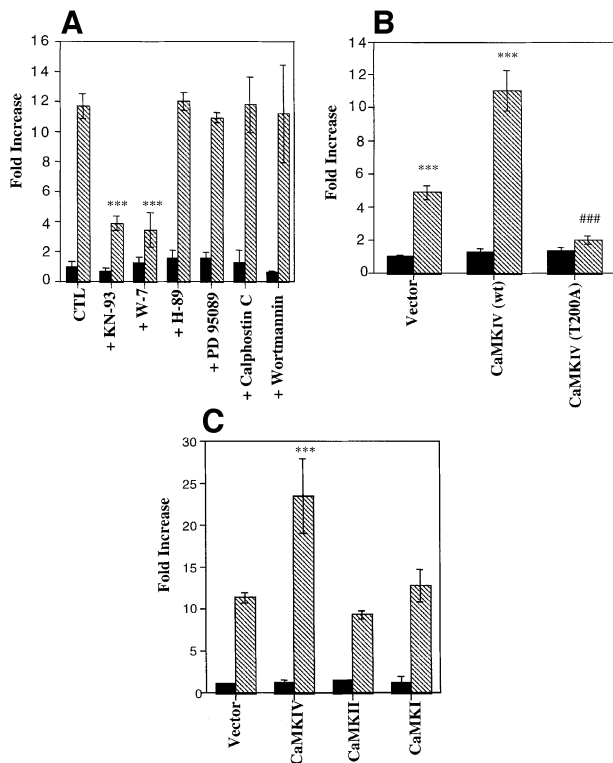 A
Fold Increase
16
14
12
10
8
6
4
2
0
***
***
CTL
+ KN-93
+ W-7
+ H-89
+ PD 95089
+ Calphostin C
+ Wortmannin
B
Fold Increase
14
12
10
8
6
4
2
0
***
***
###
Vector
CaMKIV (wt)
CaMKIV (T200A)
C
Fold Increase
30
25
20
15
10
5
0
***
Vector
CaMKIV
CaMKII
CaMKI